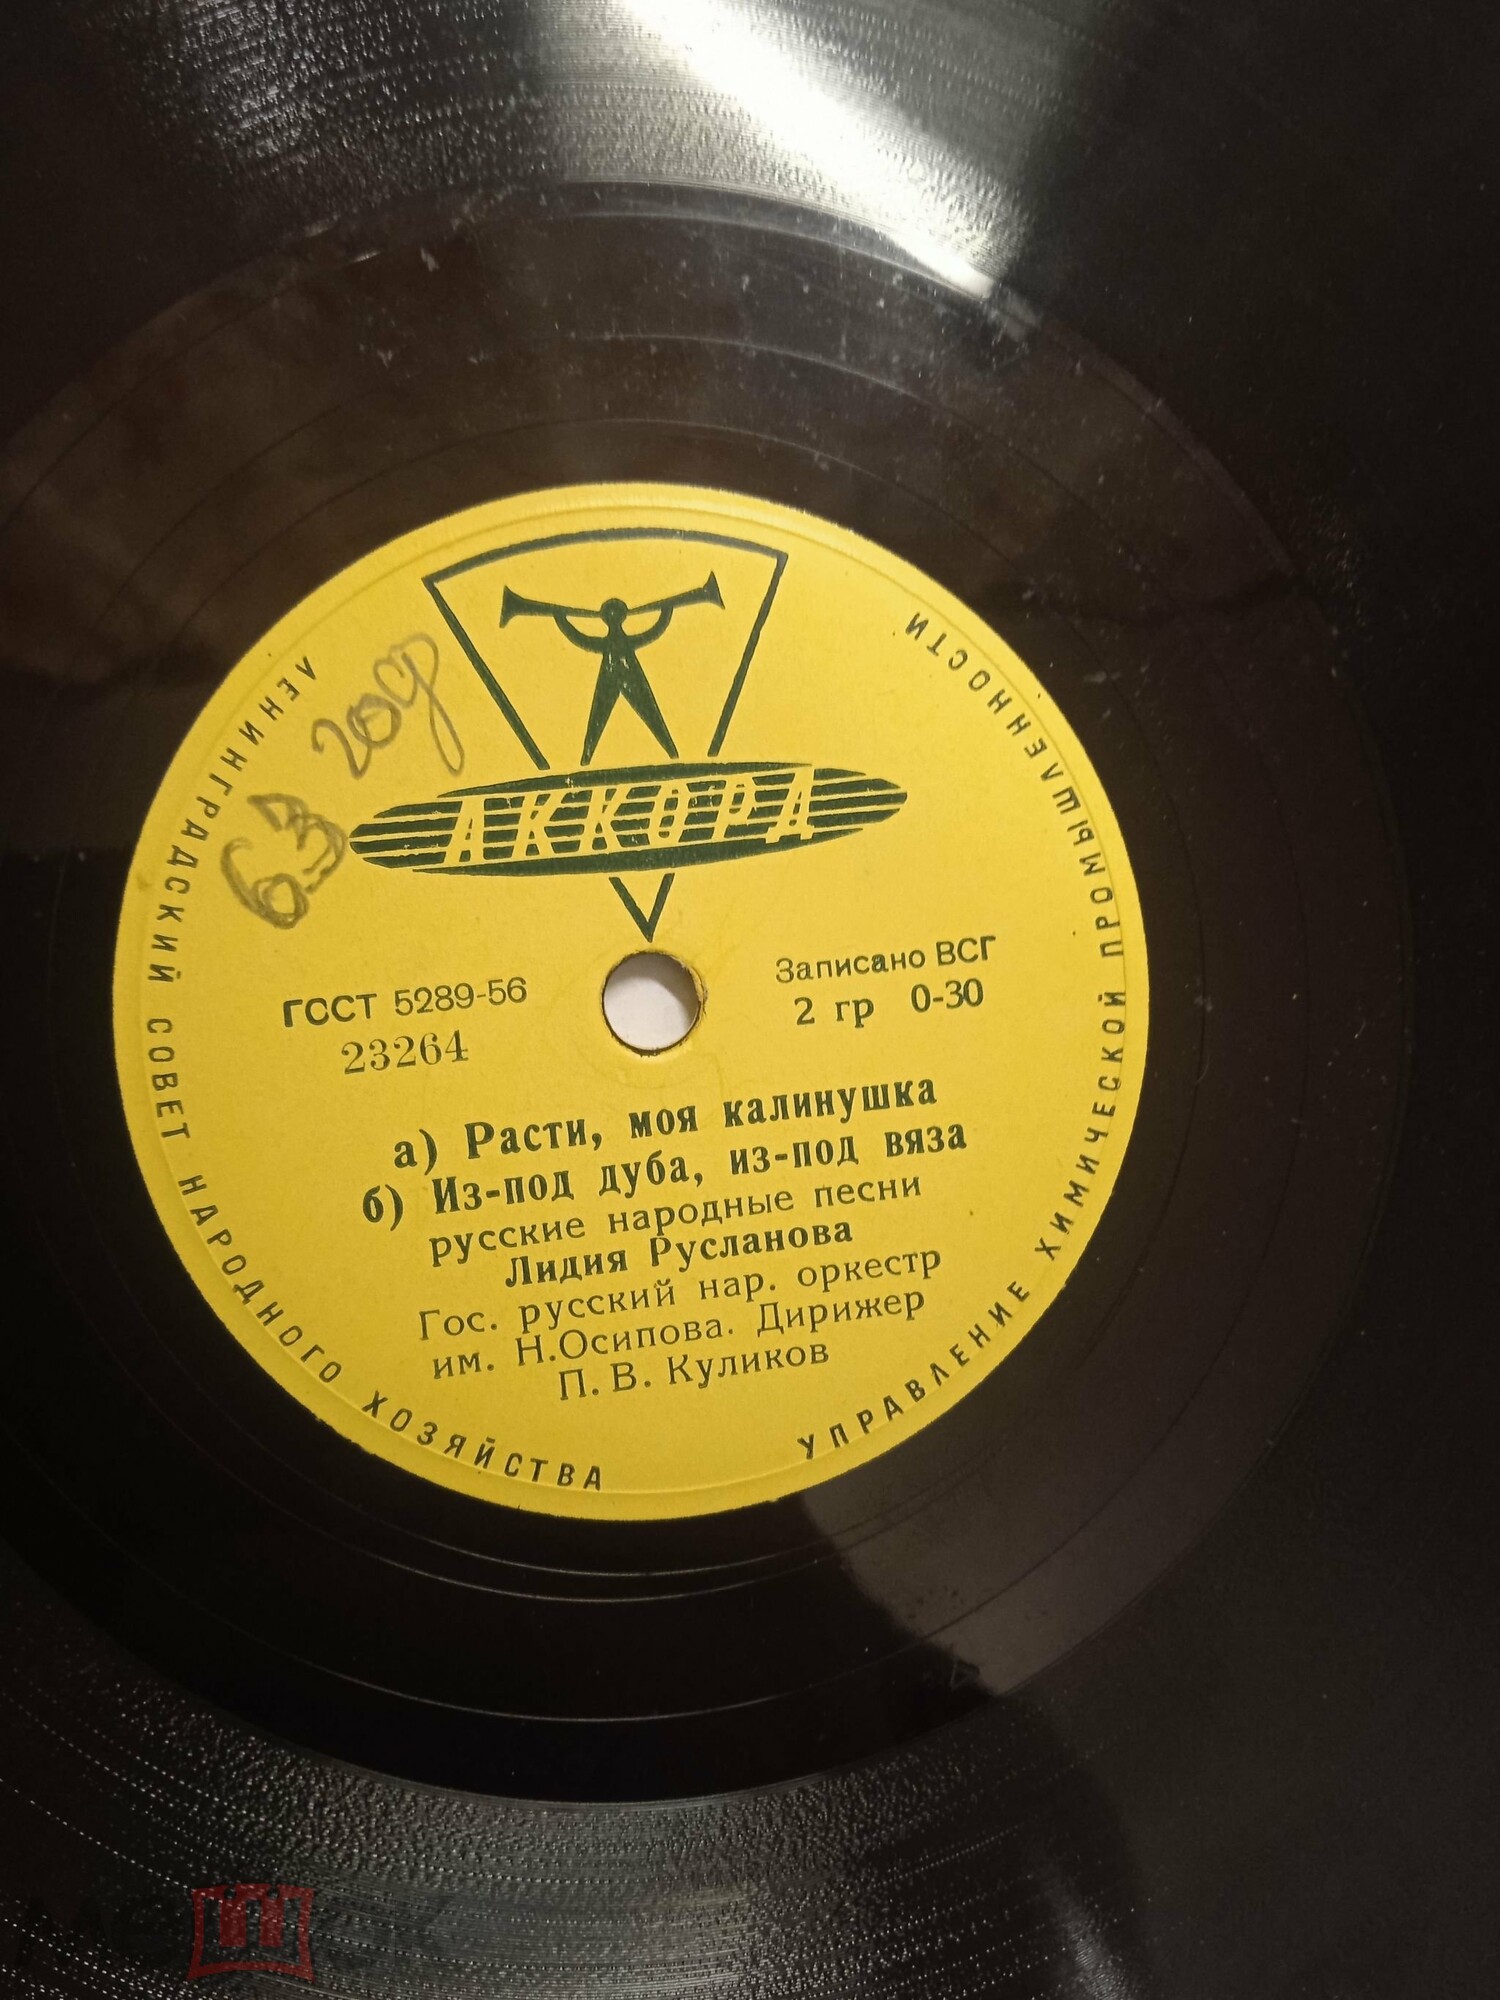 ЛЕНИНГРАДСКИЙ СОВЕТ НАРОДНОГО ХОЗЯЙСТВА
УПРАВЛЕНИЕ ХИМИЧЕСКОЙ ПРОМЫШЛЕННОСТИ
63 год
АККОРД
ГОСТ 5289-56
23264
Записано ВСГ
2 гр 0-30
а) Расти, моя калинушка
б) Из-под дуба, из-под вяза
русские народные песни
Лидия Русланова
Гос. русский нар. оркестр
им. Н.Осипова. Дирижер
П. В. Куликов